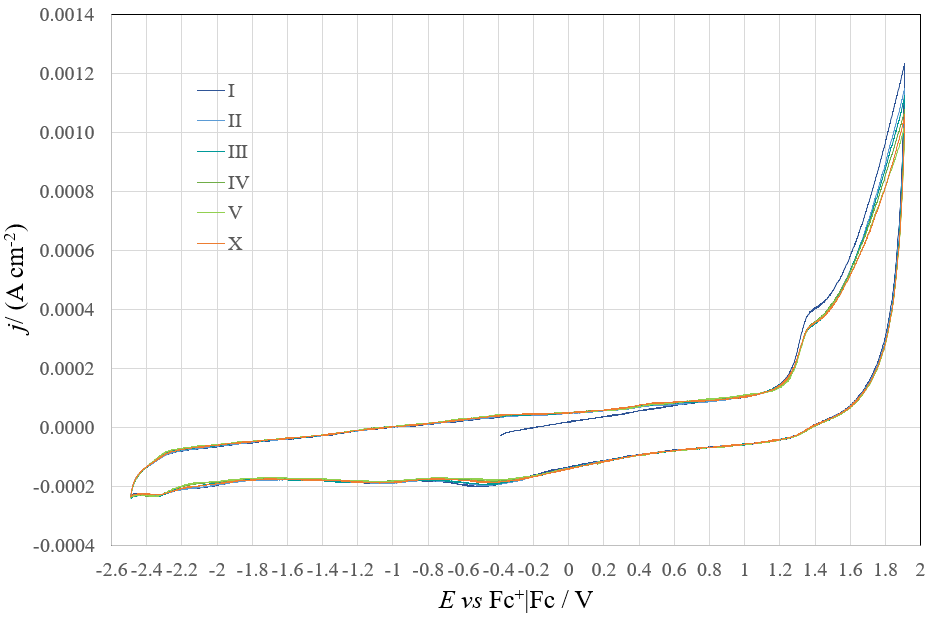 0.0014
0.0012
0.0010
0.0008
0.0006
0.0004
0.0002
0.0000
-0.0002
-0.0004
j/ (A cm⁻²)
I
II
III
IV
V
X
-2.6 -2.4 -2.2 -2 -1.8 -1.6 -1.4 -1.2 -1 -0.8 -0.6 -0.4 -0.2 0 0.2 0.4 0.6 0.8 1 1.2 1.4 1.6 1.8 2
E vs Fc⁺|Fc / V